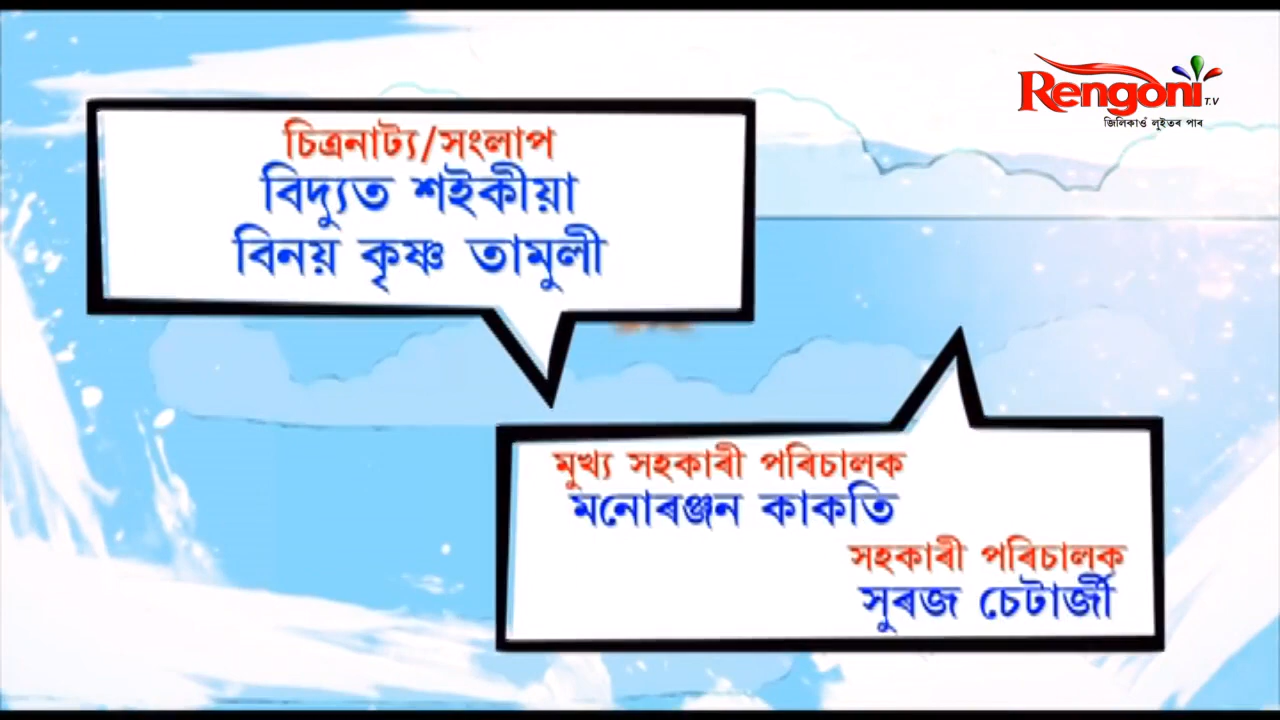 Rengoni T.V
জিলিকাওঁ লুইতৰ পাৰ
চিত্ৰনাট্য/সংলাপ
বিদ্যুত শইকীয়া
বিনয় কৃষ্ণ তামুলী
মুখ্য সহকাৰী পৰিচালক
মনোৰঞ্জন কাকতি
সহকাৰী পৰিচালক
সুৰজ চেটাৰ্জী